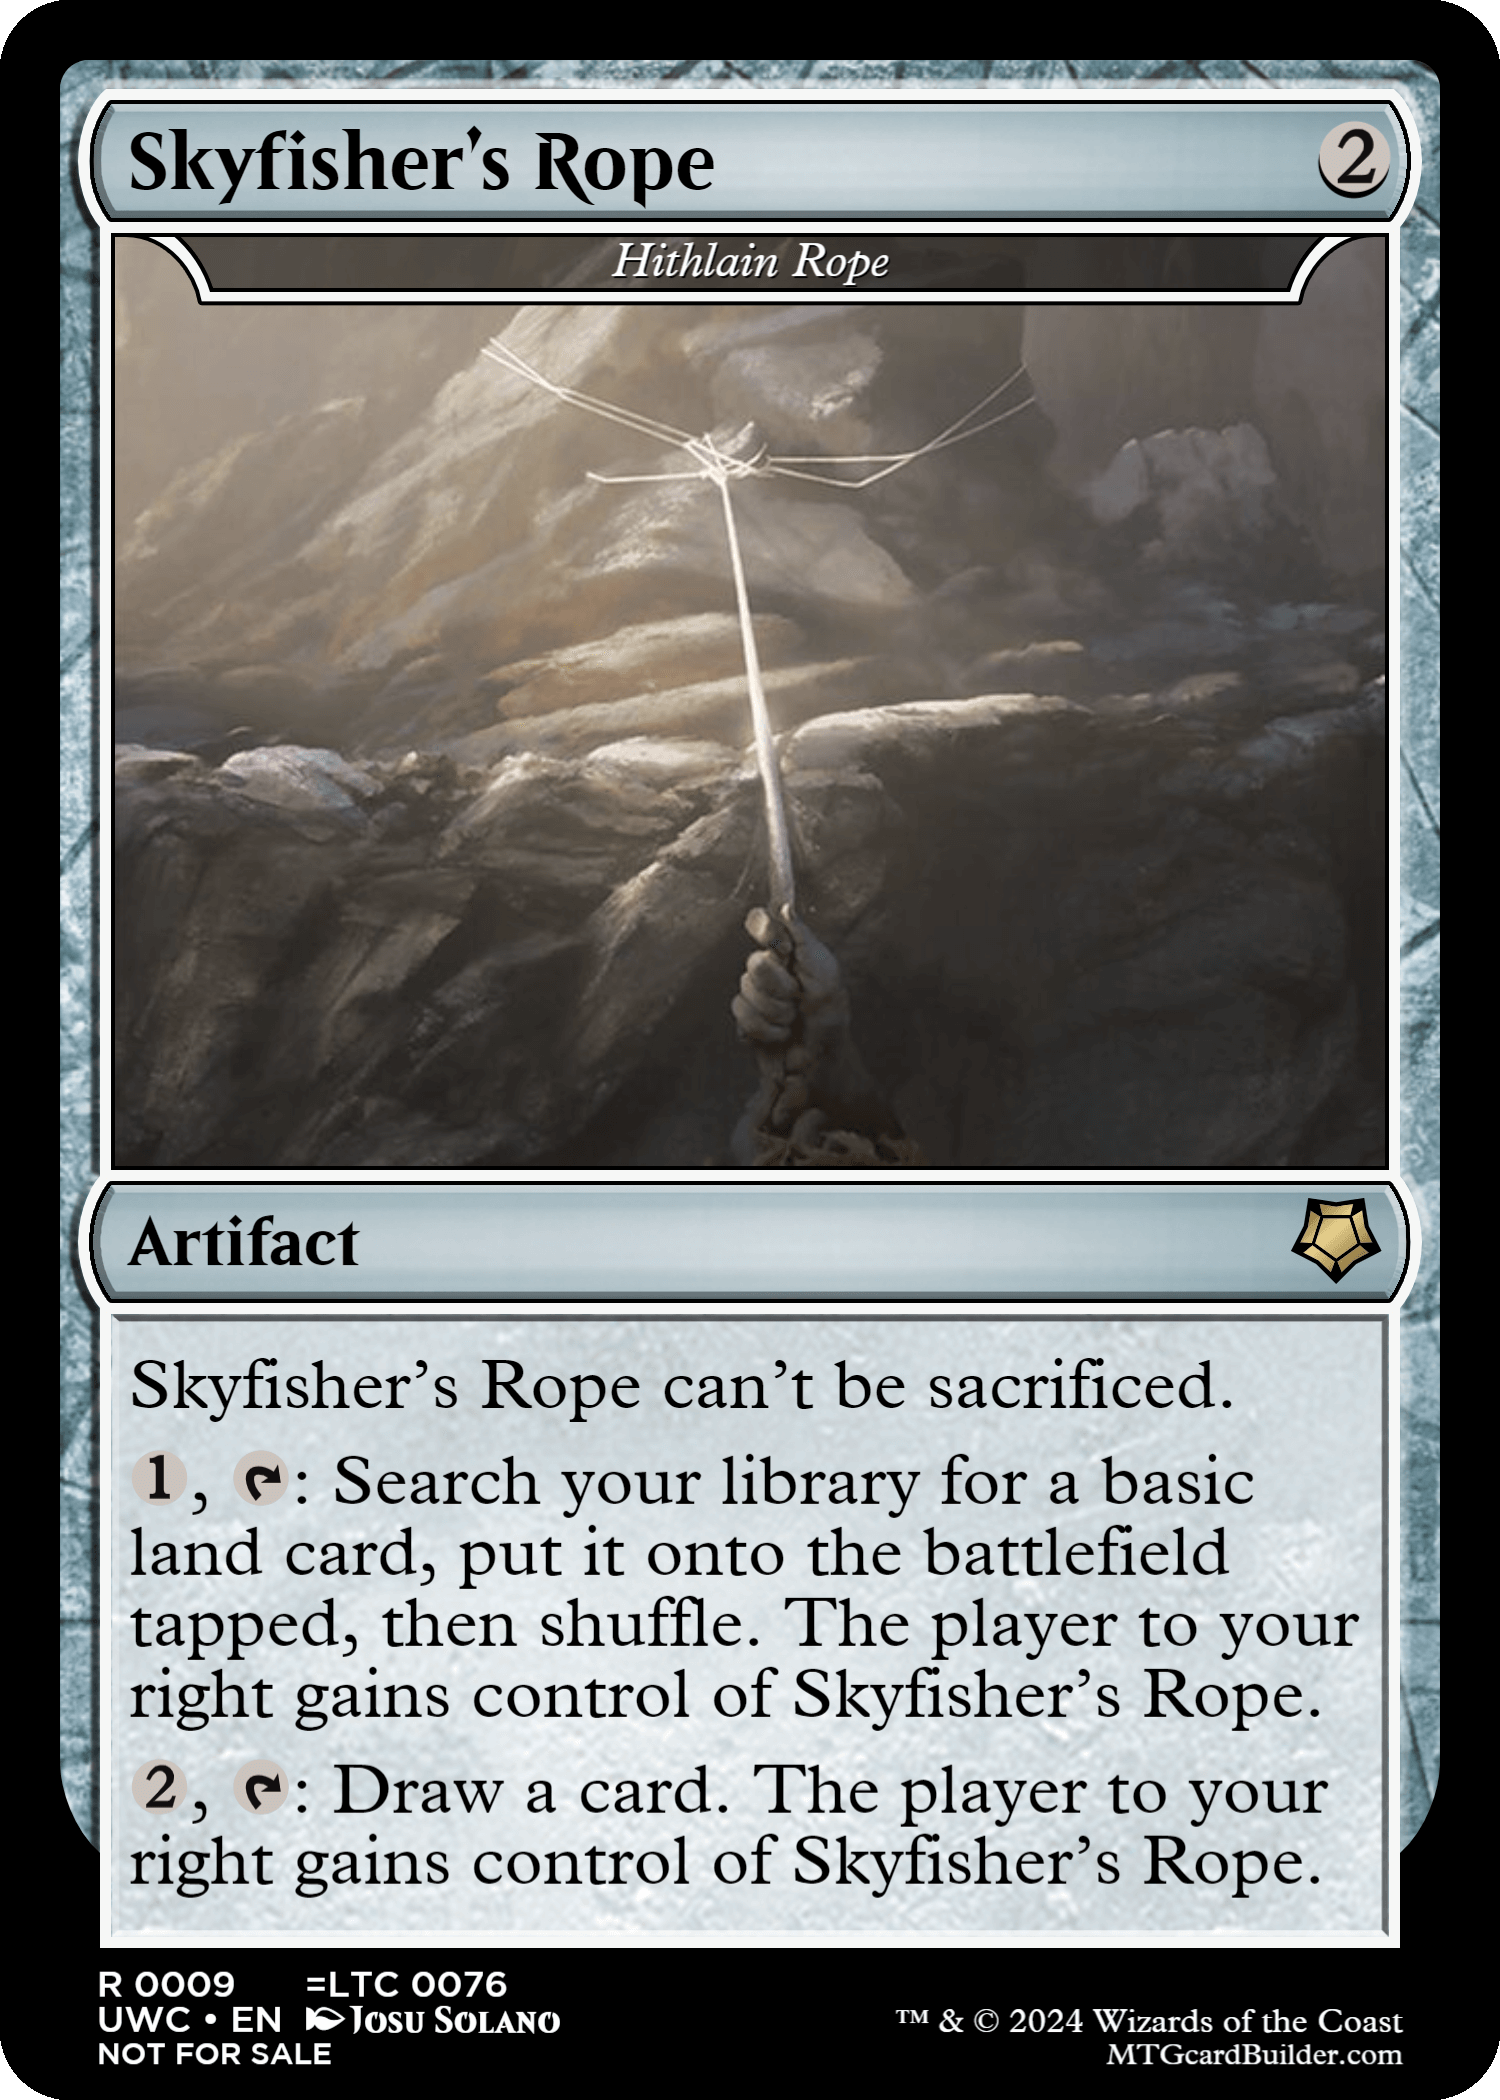 Skyfisher's Rope 2
Hithlain Rope
Artifact
Skyfisher's Rope can't be sacrificed.
1, : Search your library for a basic
land card, put it onto the battlefield
tapped, then shuffle. The player to your
right gains control of Skyfisher's Rope.
2, : Draw a card. The player to your
right gains control of Skyfisher's Rope.
R 0009 =LTC 0076
UWC • EN Josu Solano
NOT FOR SALE
™ & © 2024 Wizards of the Coast
MTGcardBuilder.com